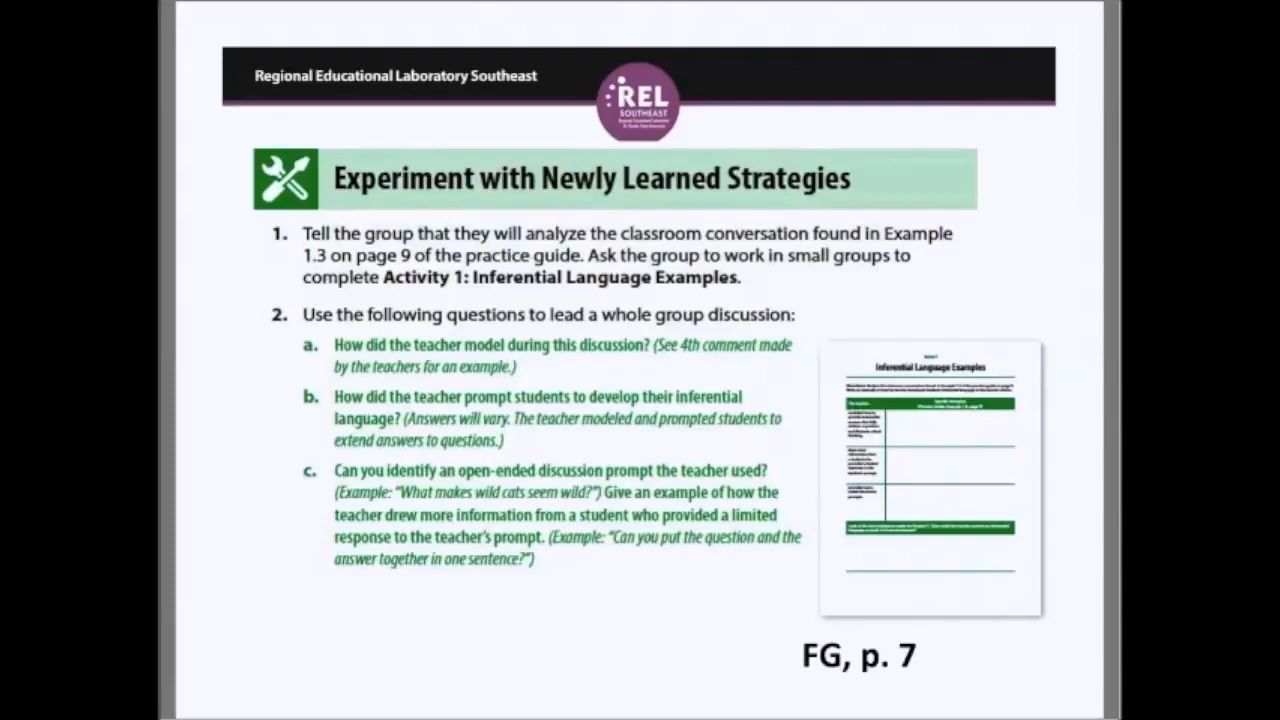 Regional Educational Laboratory Southeast
REL
SOUTHEAST
Experiment with Newly Learned Strategies
1. Tell the group that they will analyze the classroom conversation found in Example
1.3 on page 9 of the practice guide. Ask the group to work in small groups to
complete Activity 1: Inferential Language Examples.
2. Use the following questions to lead a whole group discussion:
a. How did the teacher model during this discussion? (See 4th comment made
by the teachers for an example.)
b. How did the teacher prompt students to develop their inferential
language? (Answers will vary. The teacher modeled and prompted students to
extend answers to questions.)
c. Can you identify an open-ended discussion prompt the teacher used?
(Example: “What makes wild cats seem wild?”) Give an example of how the
teacher drew more information from a student who provided a limited
response to the teacher’s prompt. (Example: “Can you put the question and the
answer together in one sentence?”)
Inferential Language Examples
FG, p. 7